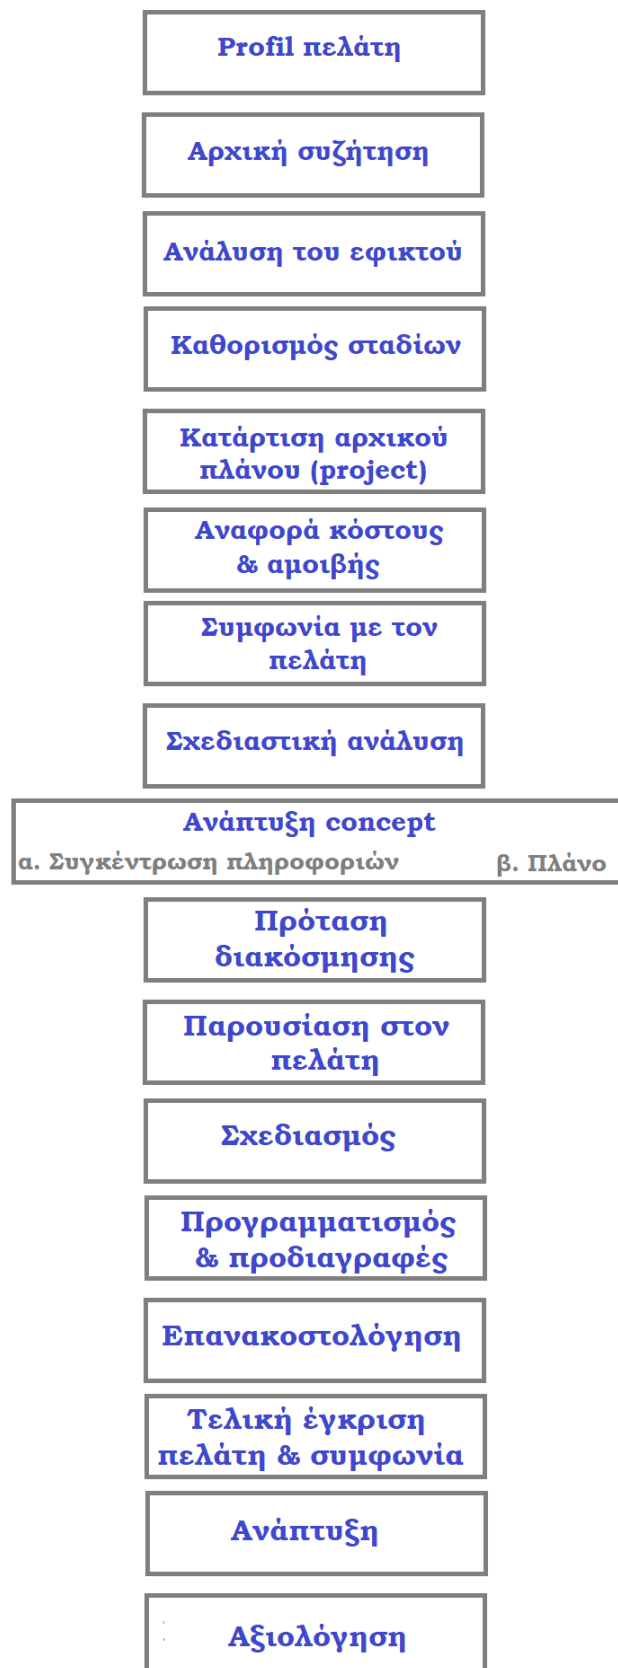 Profil πελάτη
Αρχική συζήτηση
Ανάλυση του εφικτού
Καθορισμός σταδίων
Κατάρτιση αρχικού
πλάνου (project)
Αναφορά κόστους
& αμοιβής
Συμφωνία με τον
πελάτη
Σχεδιαστική ανάλυση
Ανάπτυξη concept
α. Συγκέντρωση πληροφοριών β. Πλάνο
Πρόταση
διακόσμησης
Παρουσίαση στον
πελάτη
Σχεδιασμός
Προγραμματισμός
& προδιαγραφές
Επανακοστολόγηση
Τελική έγκριση
πελάτη & συμφωνία
Ανάπτυξη
Αξιολόγηση